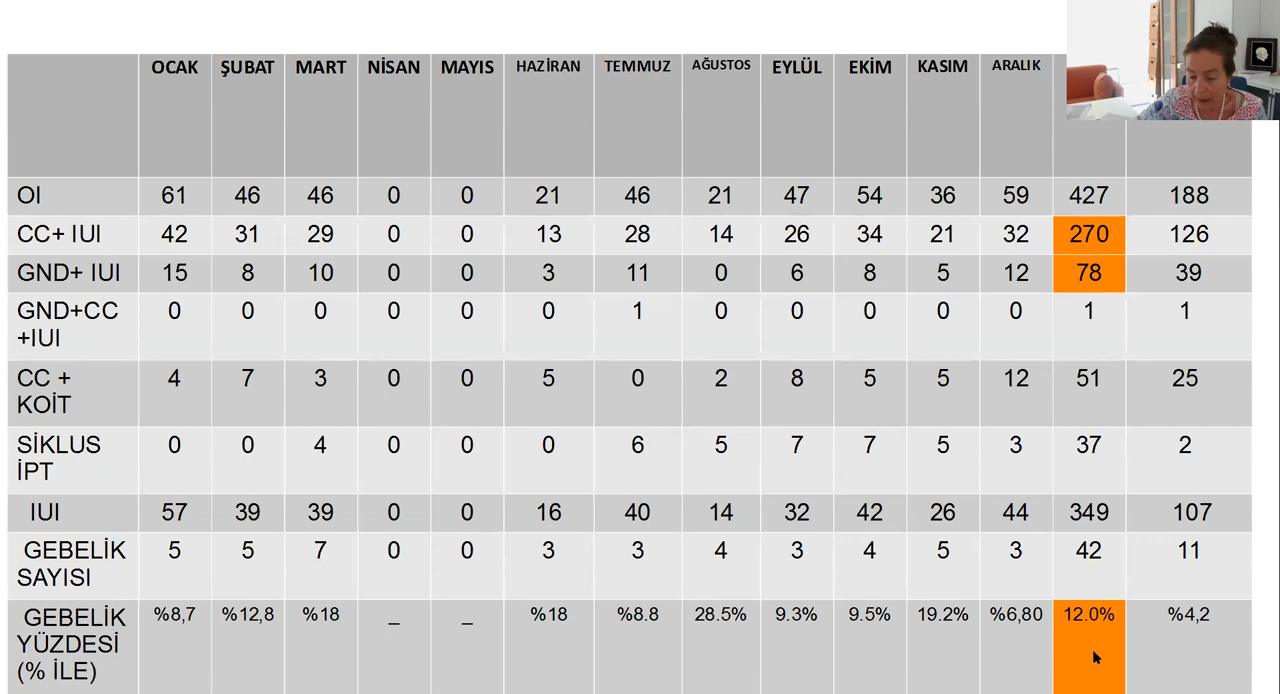 OCAK ŞUBAT MART NİSAN MAYIS HAZİRAN TEMMUZ AĞUSTOS EYLÜL EKİM KASIM ARALIK
OI 61 46 46 0 0 21 46 21 47 54 36 59 427 188
CC+ IUI 42 31 29 0 0 13 28 14 26 34 21 32 270 126
GND+ IUI 15 8 10 0 0 3 11 0 6 8 5 12 78 39
GND+CC 0 0 0 0 0 0 1 0 0 0 0 0 1 1
+IUI
CC + 4 7 3 0 0 5 0 2 8 5 5 12 51 25
KOİT
SİKLUS 0 0 4 0 0 0 6 5 7 7 5 3 37 2
İPT
IUI 57 39 39 0 0 16 40 14 32 42 26 44 349 107
GEBELİK 5 5 7 0 0 3 3 4 3 4 5 3 42 11
SAYISI
GEBELİK %8,7 %12,8 %18 _ _ %18 %8.8 28.5% 9.3% 9.5% 19.2% %6,80 12.0% %4,2
YÜZDESİ
(% İLE)